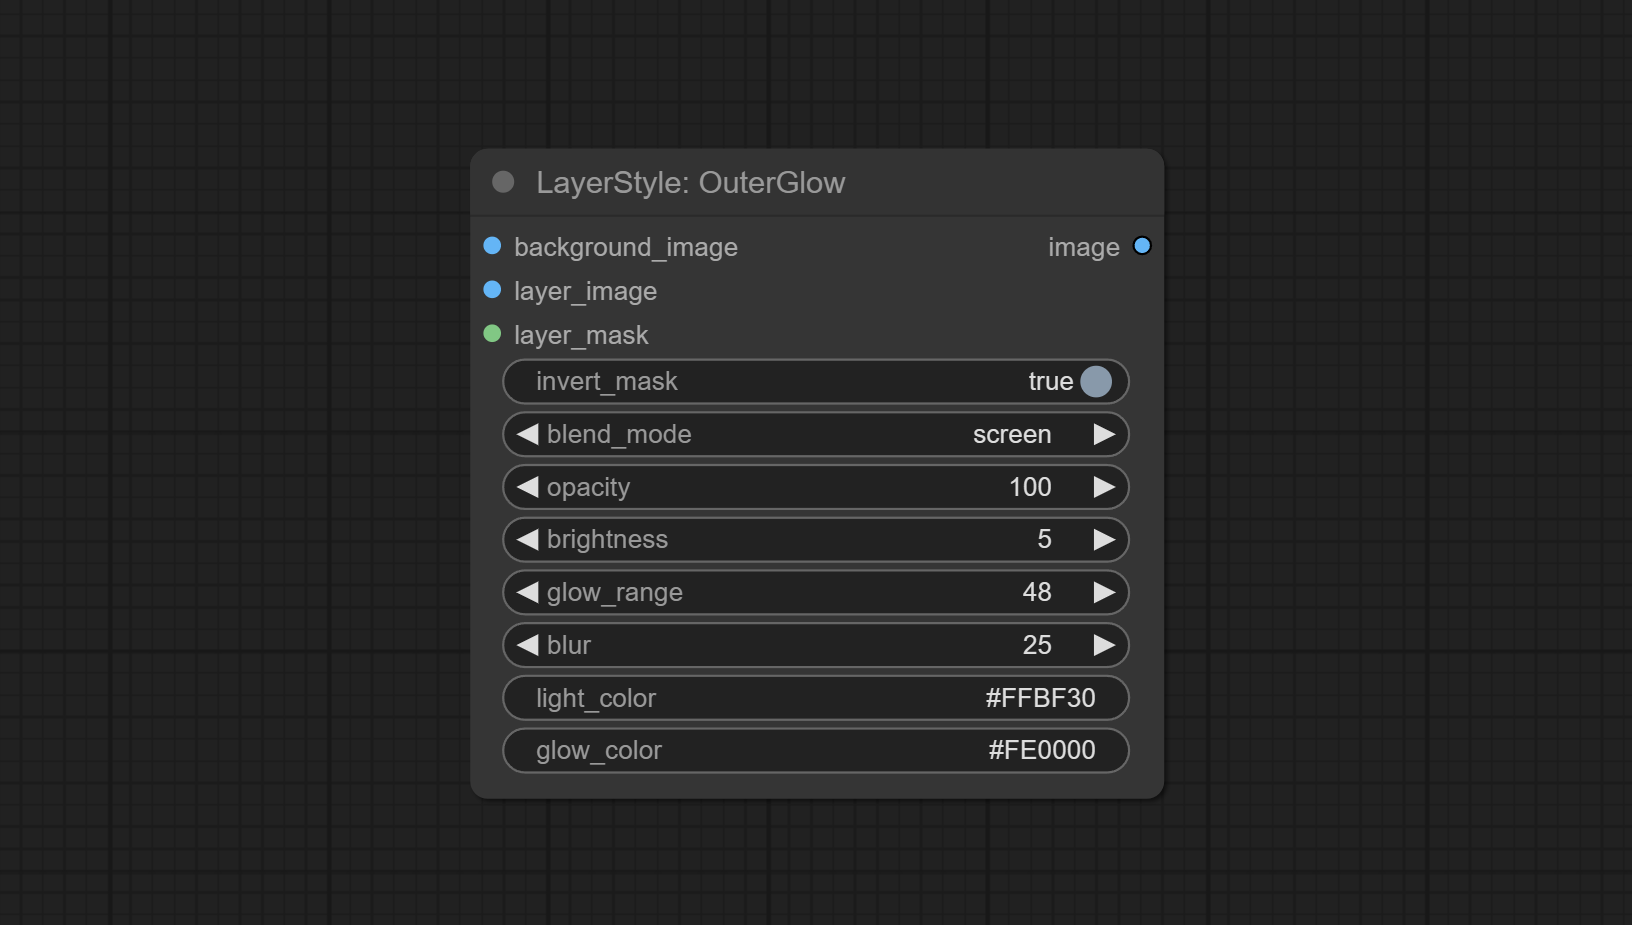 LayerStyle: OuterGlow
background_image image
layer_image
layer_mask
invert_mask true
blend_mode screen
opacity 100
brightness 5
glow_range 48
blur 25
light_color #FFBF30
glow_color #FE0000